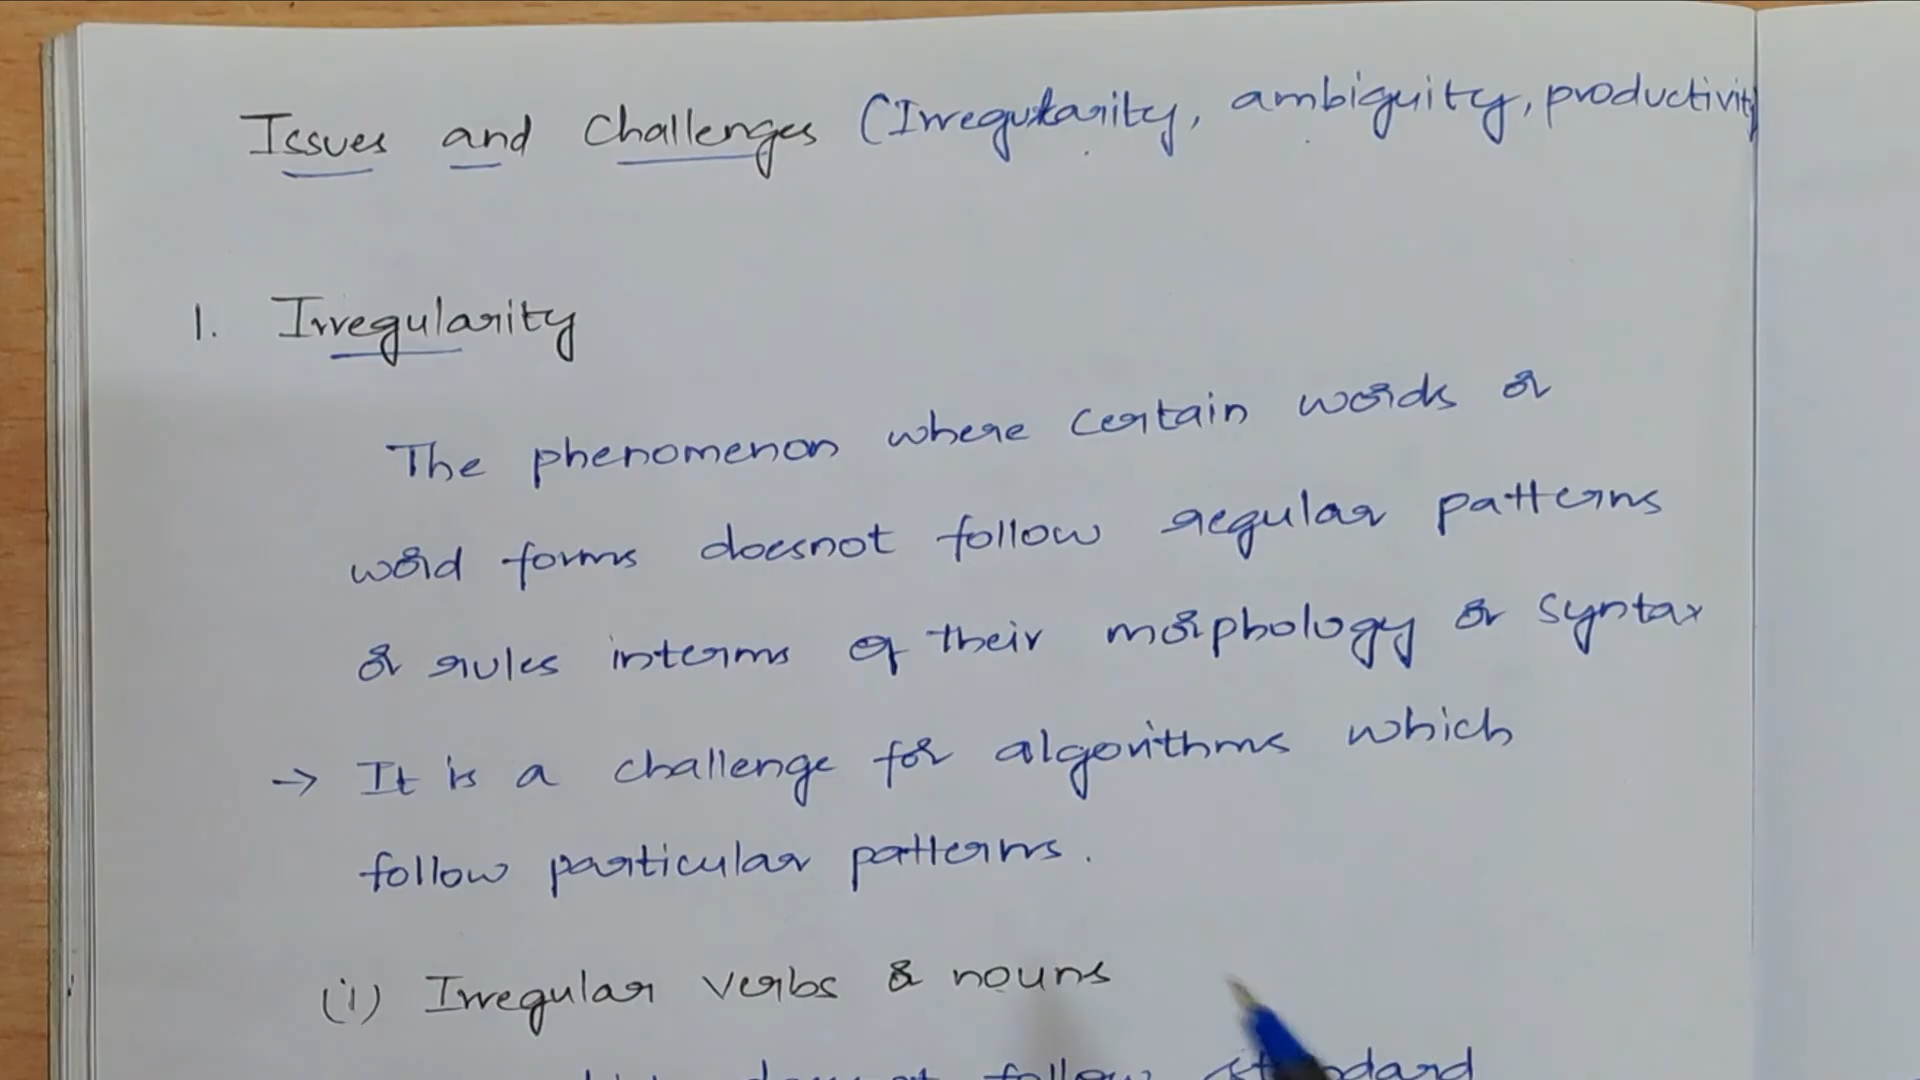 Issues and Challenges (Irregularity, ambiguity, productivity
1. Irregularity
The phenomenon where certain words or
word forms doesnot follow regular patterns
or rules interms of their morphology or syntax
→ It is a challenge for algorithms which
follow particular patterns.
(i) Irregular verbs & nouns
follow standard